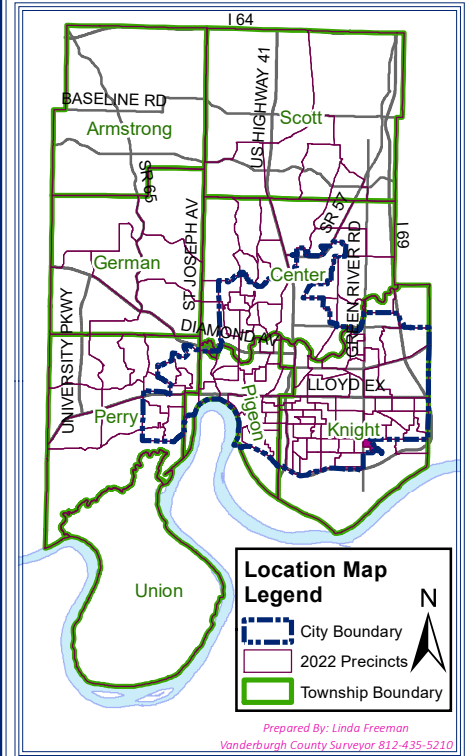 I 64
BASELINE RD
Armstrong
US HIGHWAY 41
Scott
SR 65
ST JOSEPH AV
SR 57
I 69
German
Center
GREEN RIVER RD
UNIVERSITY PKWY
DIAMOND AV
LLOYD EX
Perry
Pigeon
Knight
Union
Location Map
Legend
N
City Boundary
2022 Precincts
Township Boundary
Prepared By: Linda Freeman
Vanderburgh County Surveyor 812-435-5210